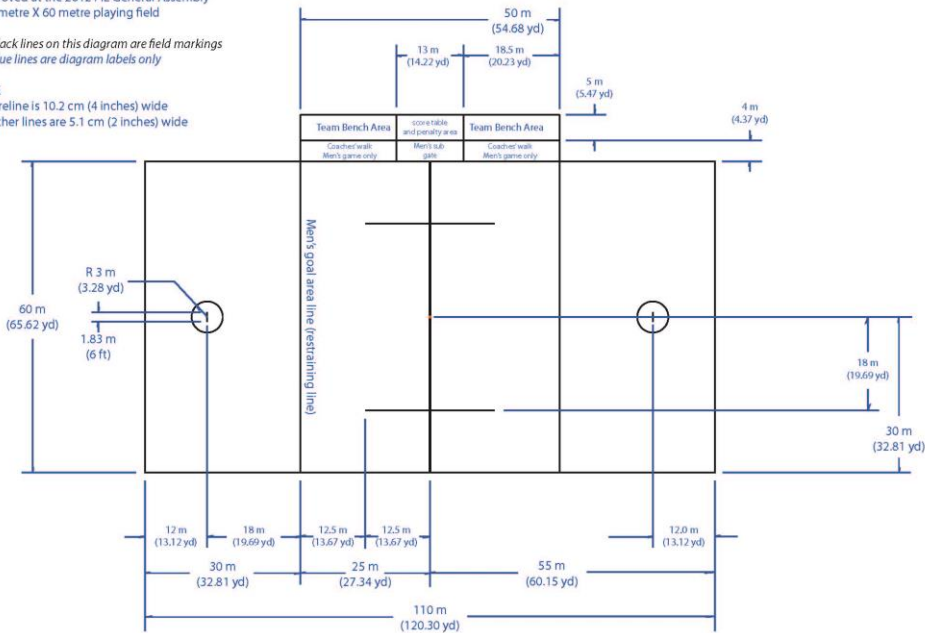 metre X 60 metre playing field
lack lines on this diagram are field markings
ue lines are diagram labels only
reline is 10.2 cm (4 inches) wide
ther lines are 5.1 cm (2 inches) wide
50 m
(54.68 yd)
13 m
(14.22 yd)
18.5 m
(20.23 yd)
5 m
(5.47 yd)
4 m
(4.37 yd)
Team Bench Area
score table
and penalty area
Team Bench Area
Coaches' walk
Men's game only
Men's sub
gate
Coaches' walk
Men's game only
Men's goal area line (restraining line)
R 3 m
(3.28 yd)
60 m
(65.62 yd)
1.83 m
(6 ft)
18 m
(19.69 yd)
30 m
(32.81 yd)
12 m
(13.12 yd)
18 m
(19.69 yd)
12.5 m
(13.67 yd)
12.5 m
(13.67 yd)
12.0 m
(13.12 yd)
30 m
(32.81 yd)
25 m
(27.34 yd)
55 m
(60.15 yd)
110 m
(120.30 yd)